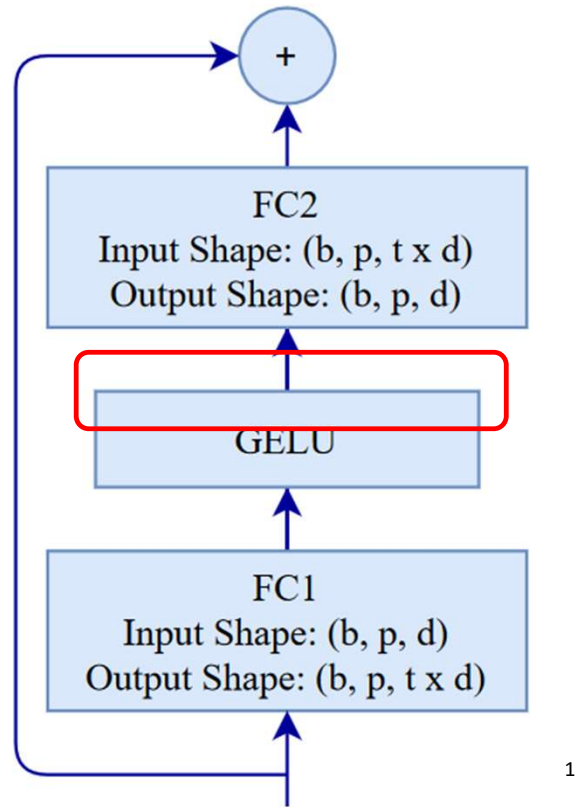 +
FC2
Input Shape: (b, p, t x d)
Output Shape: (b, p, d)
GELU
FC1
Input Shape: (b, p, d)
Output Shape: (b, p, t x d)
1